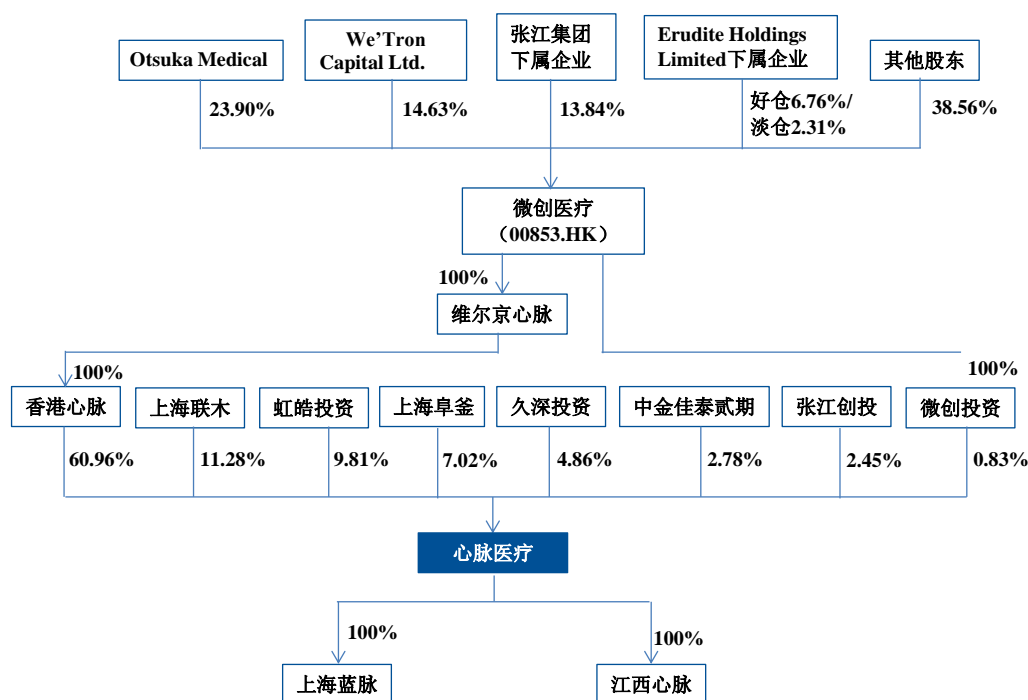 Otsuka Medical
We’Tron
Capital Ltd.
张江集团
下属企业
Erudite Holdings
Limited下属企业
其他股东
23.90%
14.63%
13.84%
好仓6.76%/
淡仓2.31%
38.56%
微创医疗
（00853.HK）
100%
维尔京心脉
100%
100%
香港心脉
上海联木
虹皓投资
上海阜釜
久深投资
中金佳泰贰期
张江创投
微创投资
60.96%
11.28%
9.81%
7.02%
4.86%
2.78%
2.45%
0.83%
心脉医疗
100%
100%
上海蓝脉
江西心脉